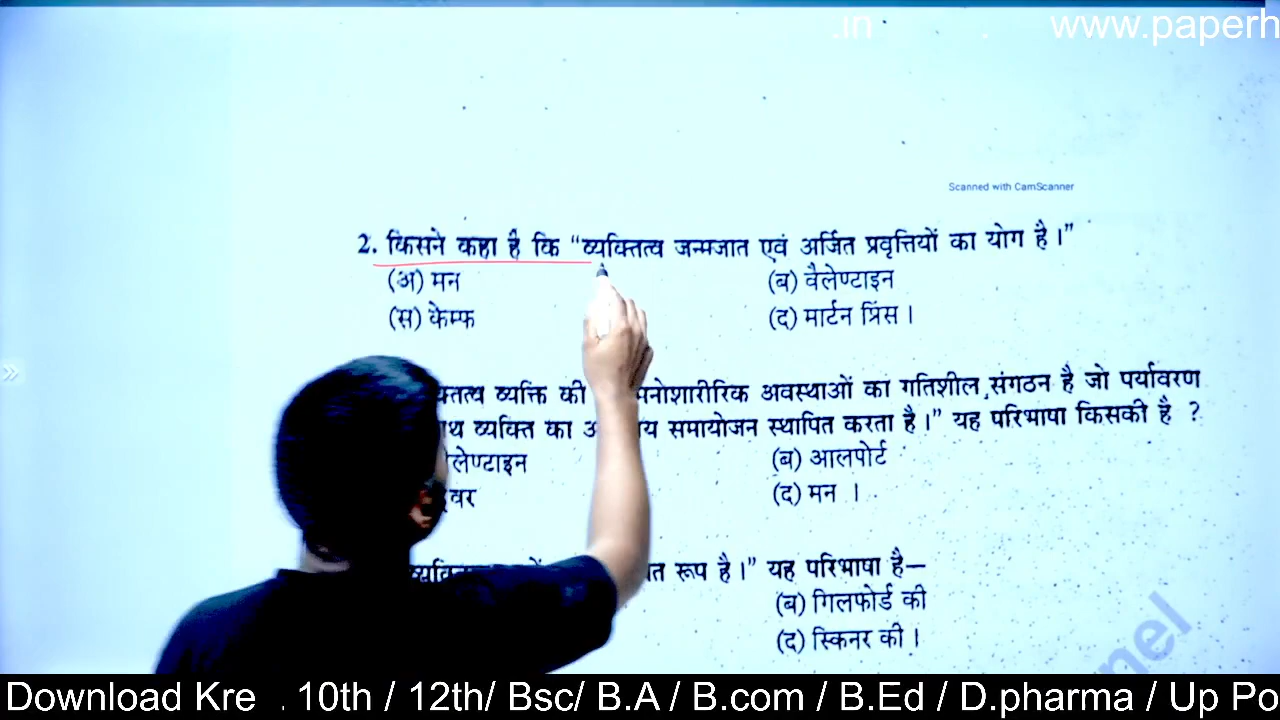 .in . www.paperh
Scanned with CamScanner
2. किसने कहा है कि “व्यक्तित्व जन्मजात एवं अर्जित प्रवृत्तियों का योग है।”
(अ) मन (ब) वैलेण्टाइन
(स) केम्फ (द) मार्टन प्रिंस।
व्यक्ति की अवस्थाओं का गतिशील संगठन है जो पर्यावरण
व्यक्ति का समायोजन स्थापित करता है।” यह परिभाषा किसकी है ?
(ब) आलपोर्ट
(द) मन ।
रूप है।” यह परिभाषा है—
(ब) गिलफोर्ड की
(द) स्किनर की।
nel
Download Kre . 10th / 12th/ Bsc/ B.A / B.com / B.Ed / D.pharma / Up Po